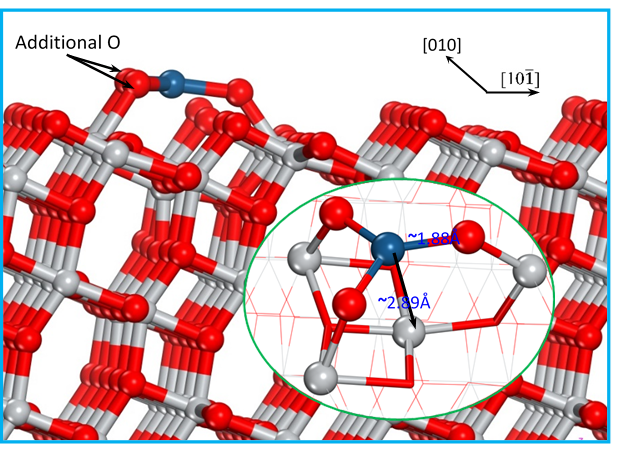 Additional O
[010]
[101̄]
~1.88Å
~2.89Å